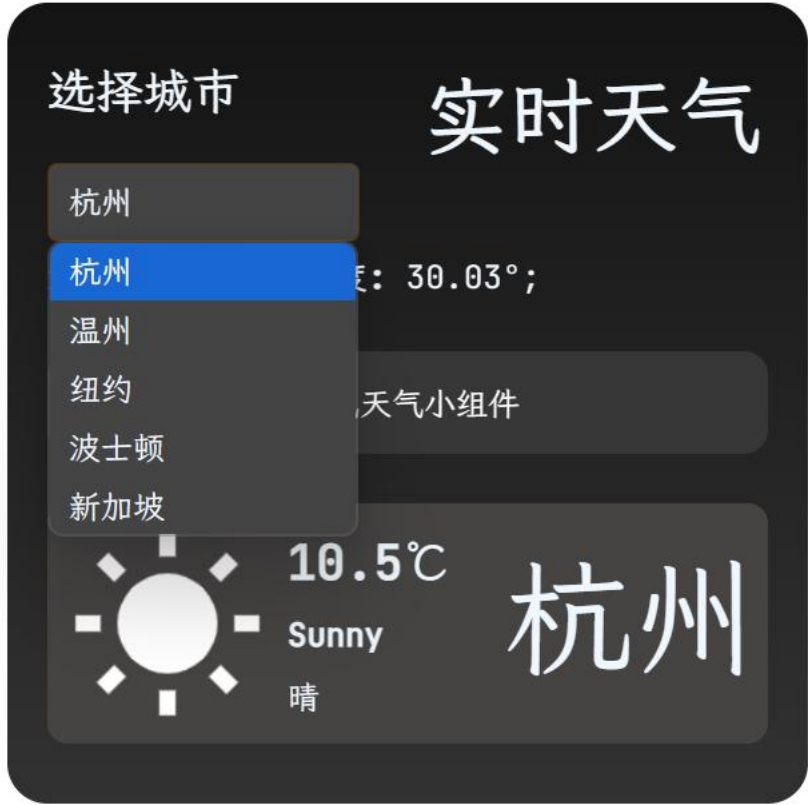 选择城市
实时天气
杭州
杭州
: 30.03°;
温州
纽约
天气小组件
波士顿
新加坡
10.5℃
Sunny
晴
杭州